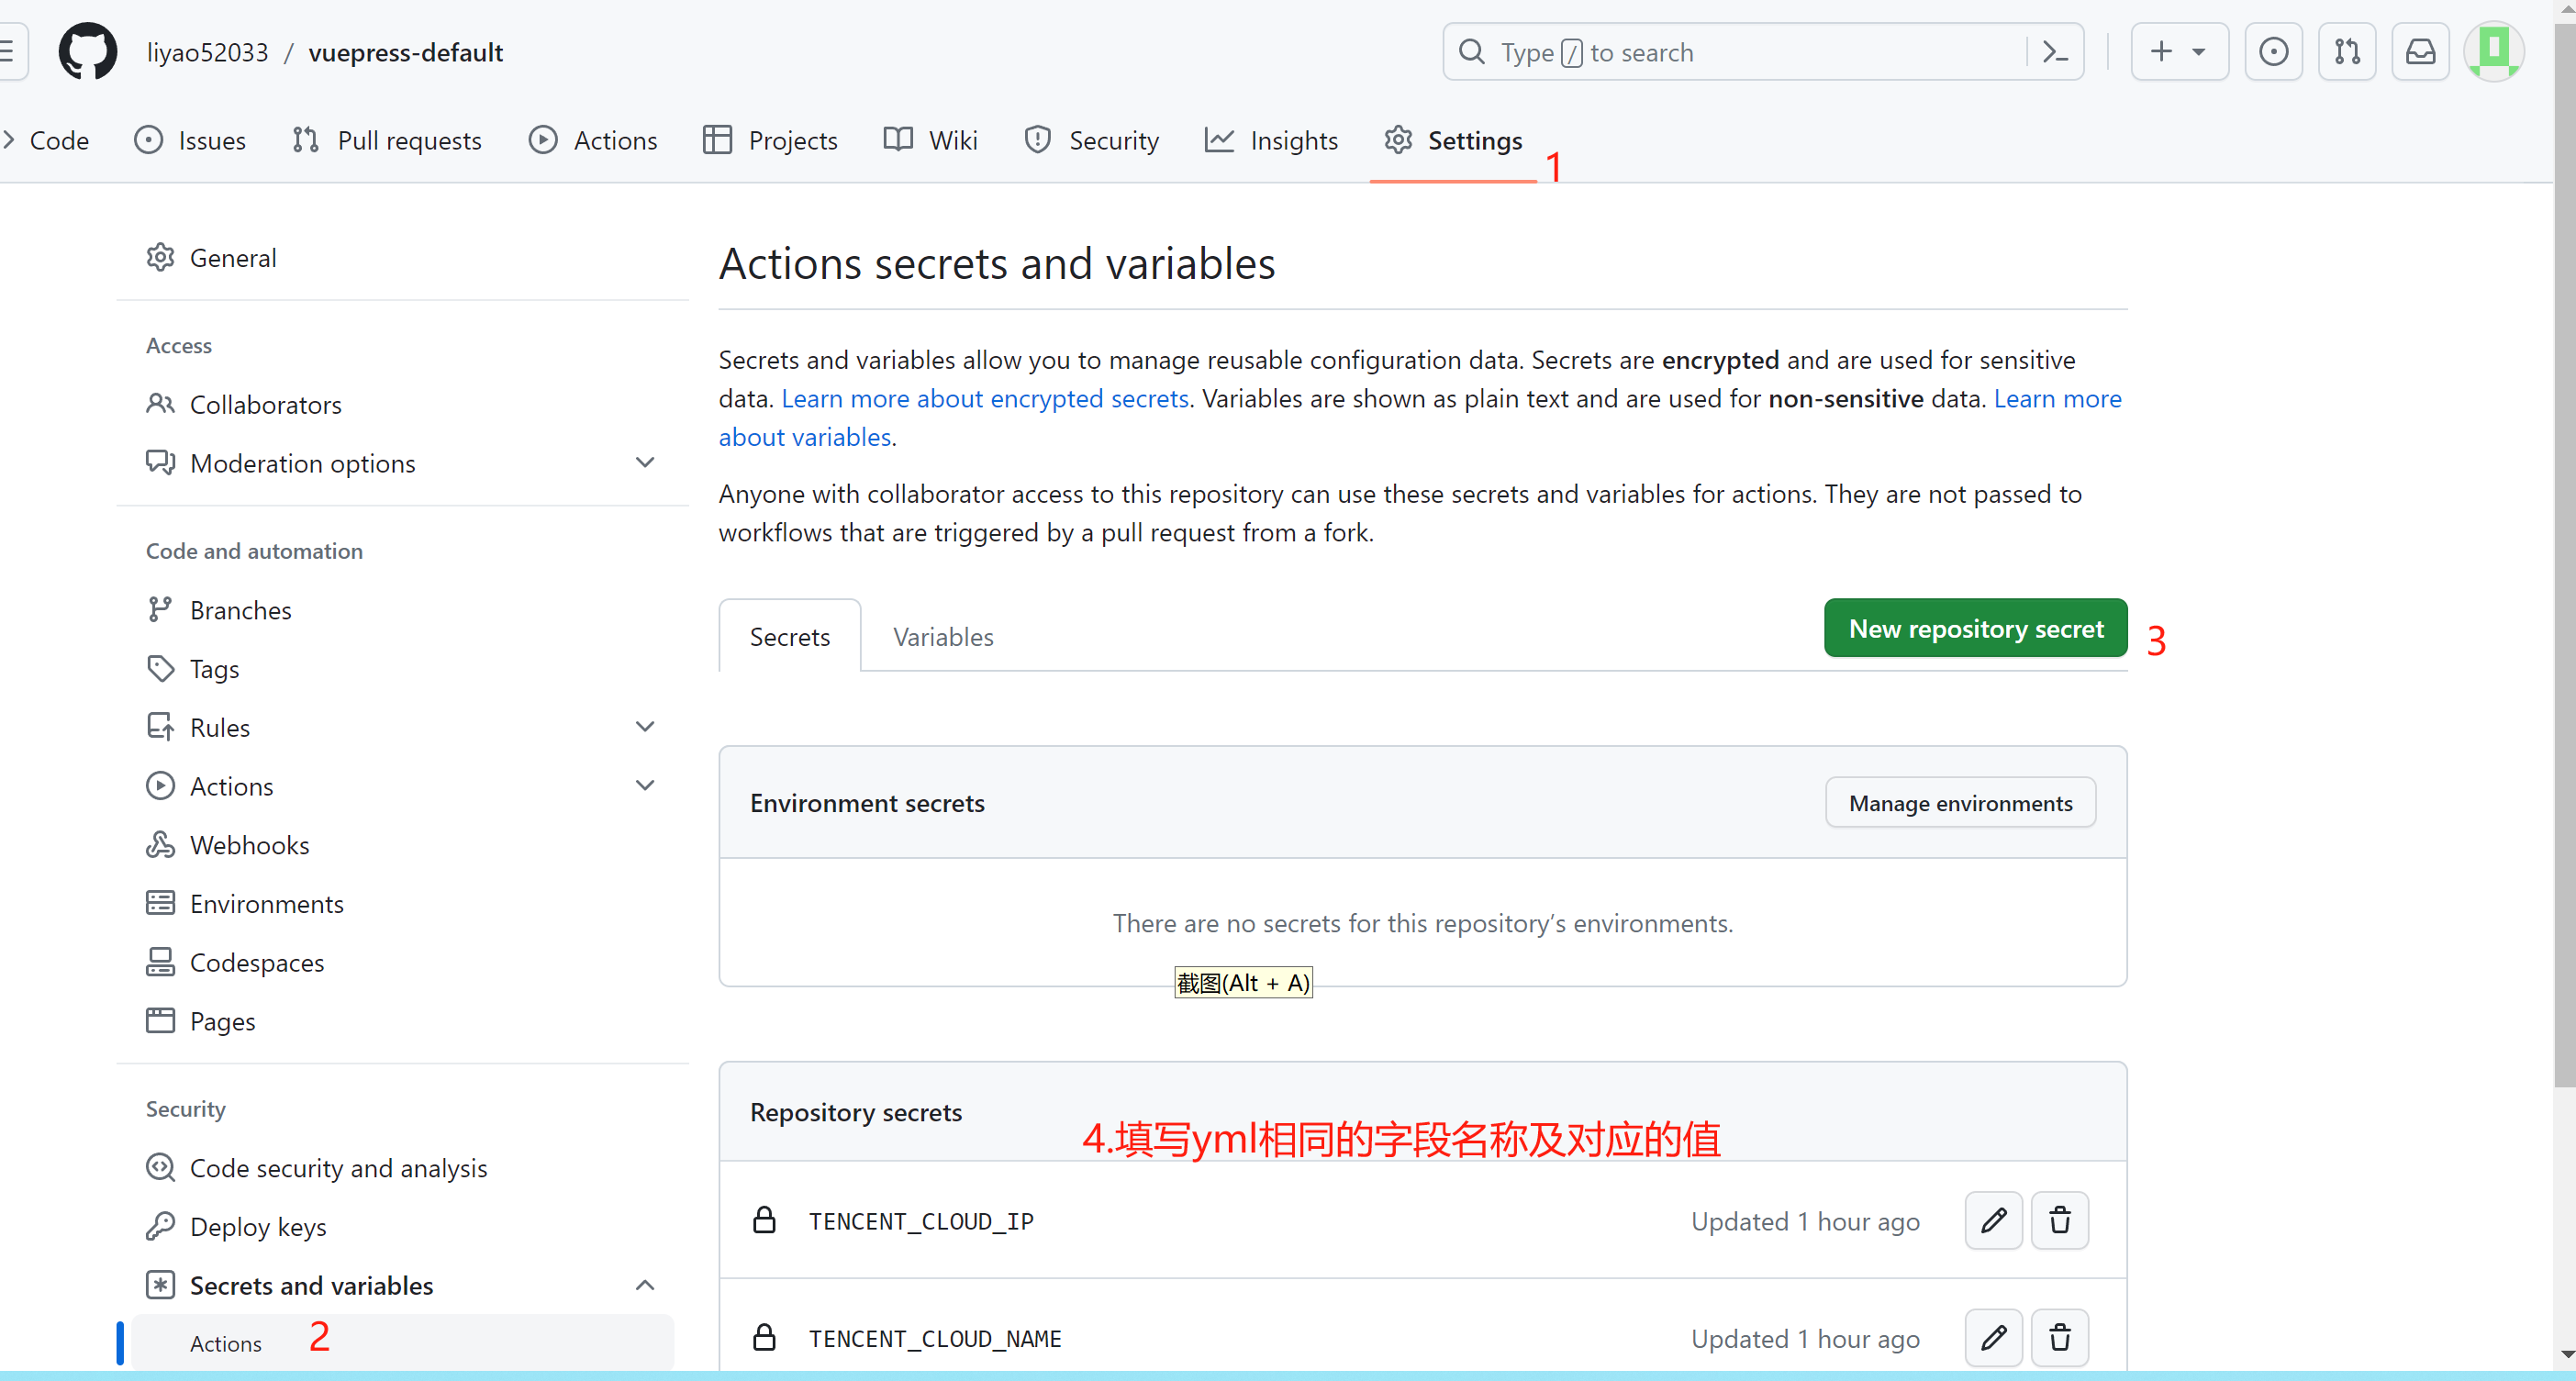 liyao52033 / vuepress-default
Type / to search
Code Issues Pull requests Actions Projects Wiki Security Insights Settings 1
General
Access
Collaborators
Moderation options
Code and automation
Branches
Tags
Rules
Actions
Webhooks
Environments
Codespaces
Pages
Security
Code security and analysis
Deploy keys
Secrets and variables
Actions 2
Actions secrets and variables
Secrets and variables allow you to manage reusable configuration data. Secrets are encrypted and are used for sensitive
data. Learn more about encrypted secrets. Variables are shown as plain text and are used for non-sensitive data. Learn more
about variables.
Anyone with collaborator access to this repository can use these secrets and variables for actions. They are not passed to
workflows that are triggered by a pull request from a fork.
Secrets Variables New repository secret 3
Environment secrets Manage environments
There are no secrets for this repository’s environments.
截图(Alt + A)
Repository secrets
4.填写yml相同的字段名称及对应的值
TENCENT_CLOUD_IP Updated 1 hour ago
TENCENT_CLOUD_NAME Updated 1 hour ago